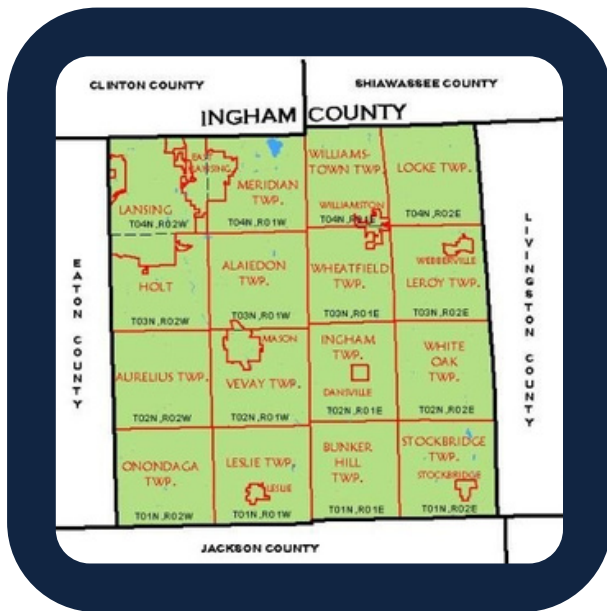 CLINTON COUNTY
SHIAWASSEE COUNTY
INGHAM COUNTY
EAST
LANSING
LANSING
T04N,R02W
MERIDIAN
TWP.
T04N,R01W
WILLIAMS-
TOWN TWP.
WILLIAMSTON
LOCKE TWP.
T04N,R02E
HOLT
T03N,R02W
ALAIEDON
TWP.
T03N,R01W
WHEATFIELD
TWP.
T03N,R01E
WEBBERVILLE
LEROY TWP.
T03N,R02E
AURELIUS TWP.
T02N,R02W
MASON
VEVAY TWP.
T02N,R01W
INGHAM
TWP.
DANSVILLE
T02N,R01E
WHITE
OAK
TWP.
T02N,R02E
ONONDAGA
TWP.
T01N,R02W
LESLIE TWP.
LESLIE
T01N,R01W
BUNKER
HILL
TWP.
T01N,R01E
STOCKBRIDGE
TWP.
STOCKBRIDGE
T01N,R02E
EATON COUNTY
LIVINGSTON COUNTY
JACKSON COUNTY